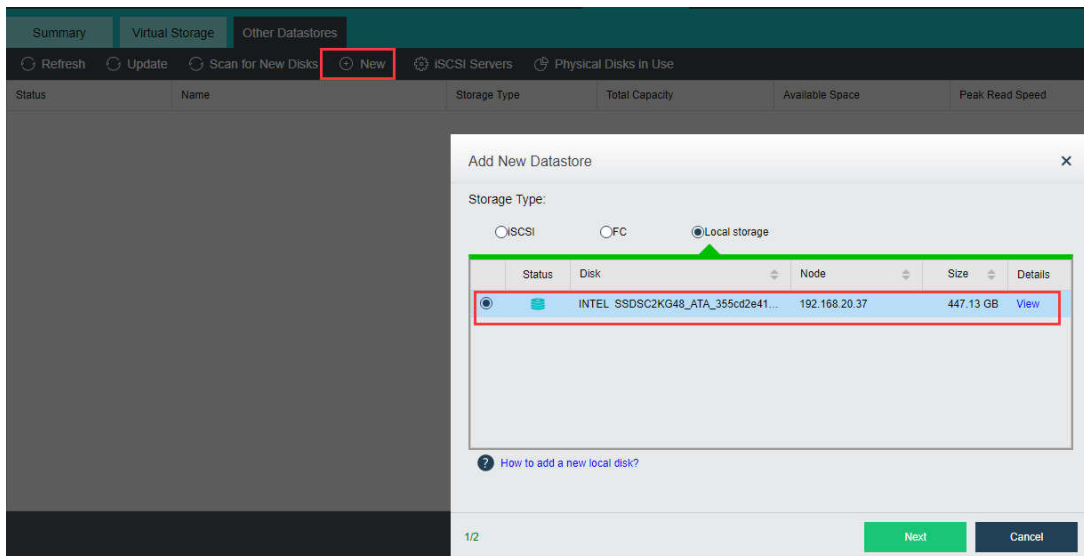 Summary Virtual Storage Other Datastores
Refresh Update Scan for New Disks New iSCSI Servers Physical Disks in Use
Status Name Storage Type Total Capacity Available Space Peak Read Speed
Add New Datastore
Storage Type:
iSCSI FC Local storage
Status Disk Node Size Details
INTEL SSDSC2KG48_ATA_355cd2e41... 192.168.20.37 447.13 GB View
? How to add a new local disk?
1/2 Next Cancel